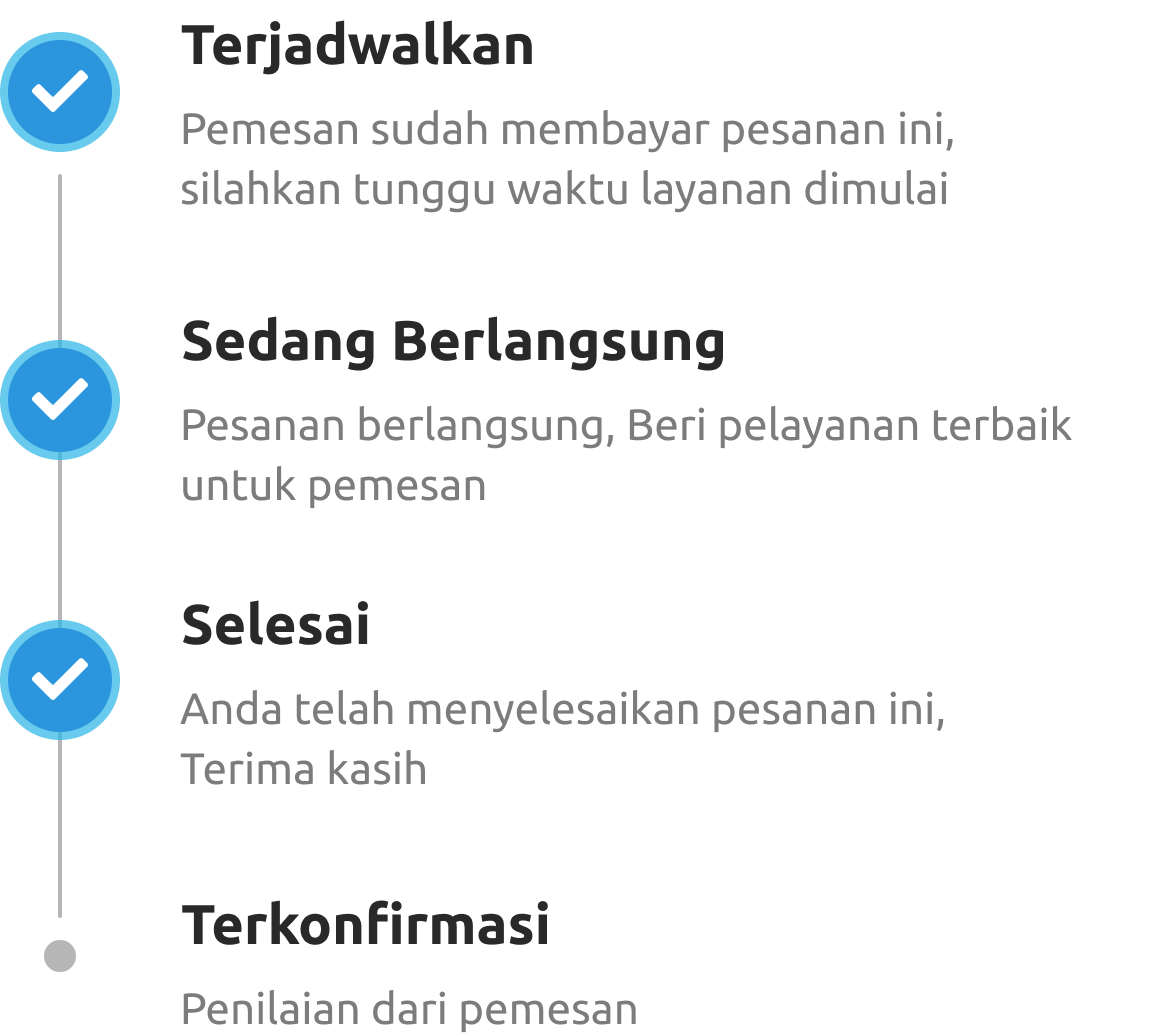 Terjadwalkan
Pemesan sudah membayar pesanan ini,
silahkan tunggu waktu layanan dimulai
Sedang Berlangsung
Pesanan berlangsung, Beri pelayanan terbaik
untuk pemesan
Selesai
Anda telah menyelesaikan pesanan ini,
Terima kasih
Terkonfirmasi
Penilaian dari pemesan